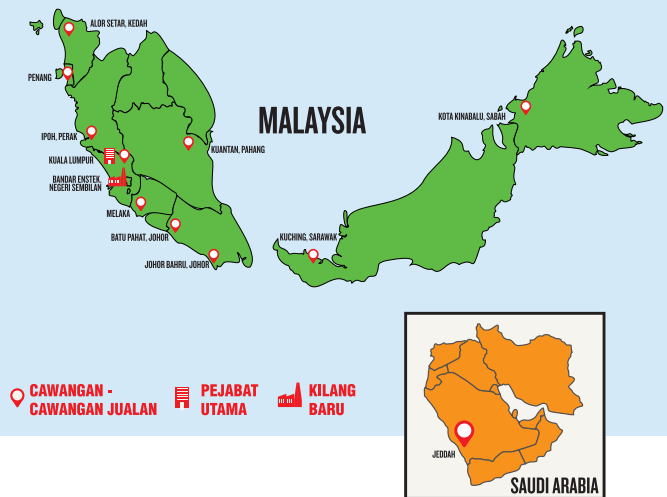 ALOR SETAR, KEDAH
PENANG
MALAYSIA
KOTA KINABALU, SABAH
IPOH, PERAK
KUANTAN, PAHANG
KUALA LUMPUR
BANDAR ENSTEK,
NEGERI SEMBILAN
MELAKA
BATU PAHAT, JOHOR
KUCHING, SARAWAK
JOHOR BAHRU, JOHOR
CAWANGAN -
CAWANGAN JUALAN
PEJABAT
UTAMA
KILANG
BARU
JEDDAH
SAUDI ARABIA